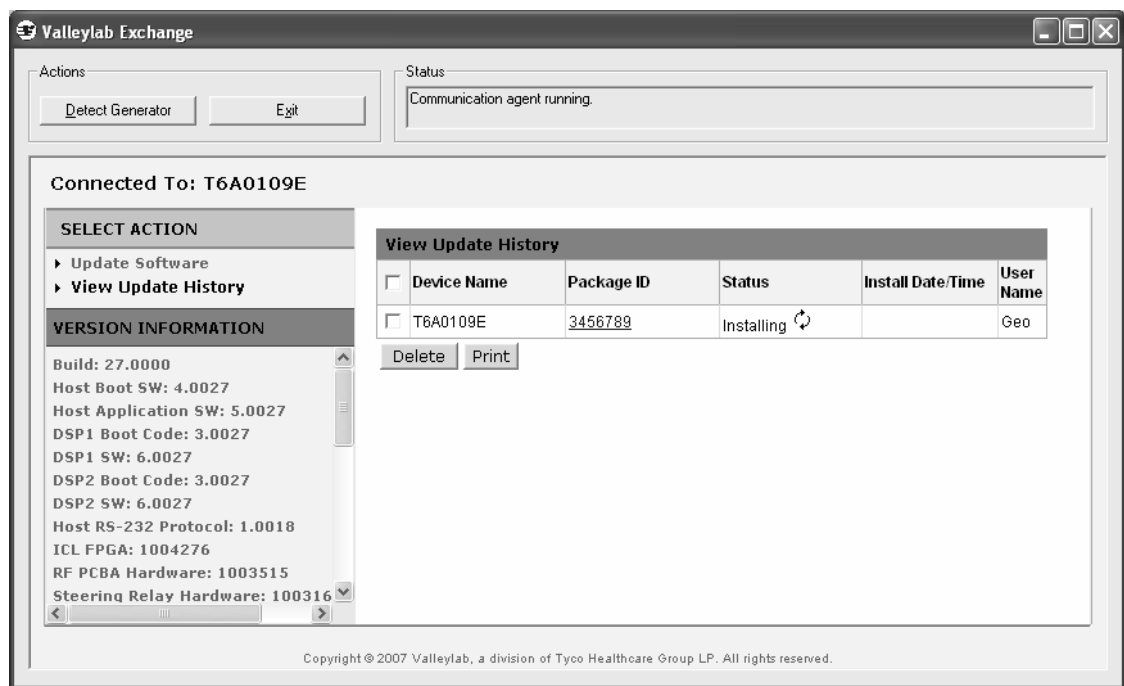 Valleylab Exchange
Actions
Detect Generator
Exit
Status
Communication agent running.
Connected To: T6A0109E
SELECT ACTION
Update Software
View Update History
VERSION INFORMATION
Build: 27.0000
Host Boot SW: 4.0027
Host Application SW: 5.0027
DSP1 Boot Code: 3.0027
DSP1 SW: 6.0027
DSP2 Boot Code: 3.0027
DSP2 SW: 6.0027
Host RS-232 Protocol: 1.0018
ICL FPGA: 1004276
RF PCBA Hardware: 1003515
Steering Relay Hardware: 100316
View Update History
Device Name Package ID Status Install Date/Time User Name
T6A0109E 3456789 Installing Geo
Delete Print
Copyright © 2007 Valleylab, a division of Tyco Healthcare Group LP. All rights reserved.